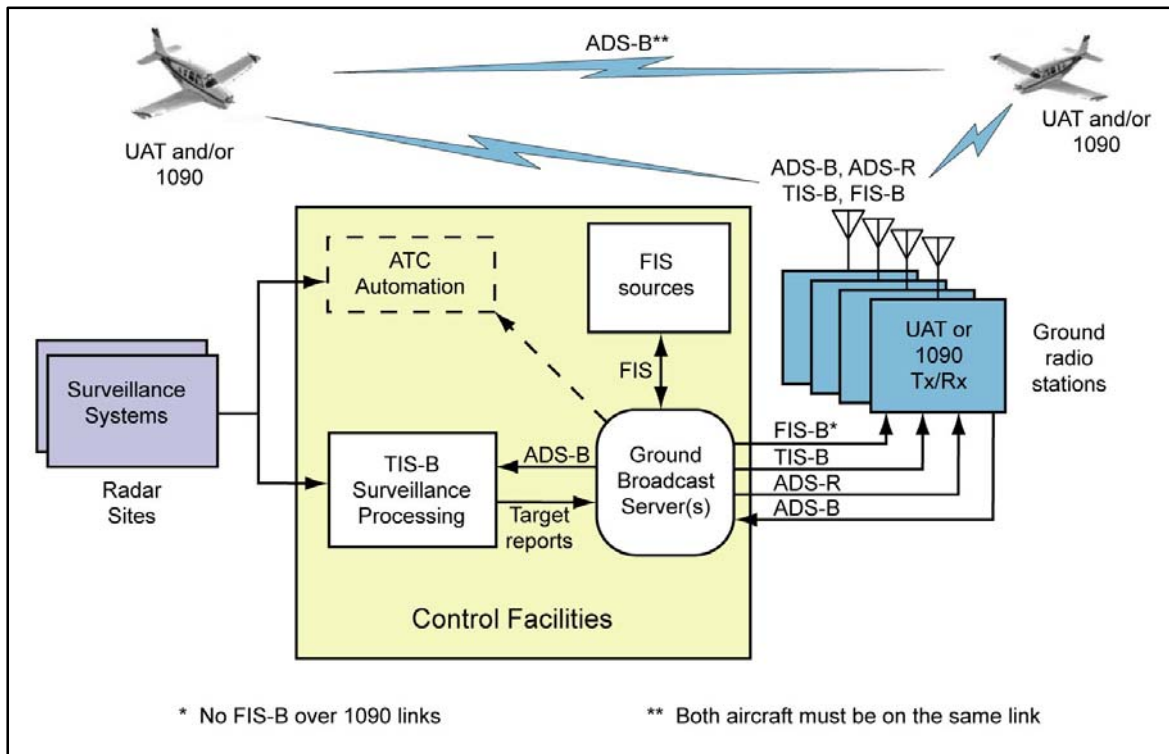 ADS-B**
UAT and/or
1090
UAT and/or
1090
ADS-B, ADS-R
TIS-B, FIS-B
ATC
Automation
FIS
sources
UAT or
1090
Tx/Rx
Ground
radio
stations
Surveillance
Systems
Radar
Sites
FIS
TIS-B
Surveillance
Processing
ADS-B
Target
reports
Ground
Broadcast
Server(s)
FIS-B*
TIS-B
ADS-R
ADS-B
Control Facilities
* No FIS-B over 1090 links
** Both aircraft must be on the same link